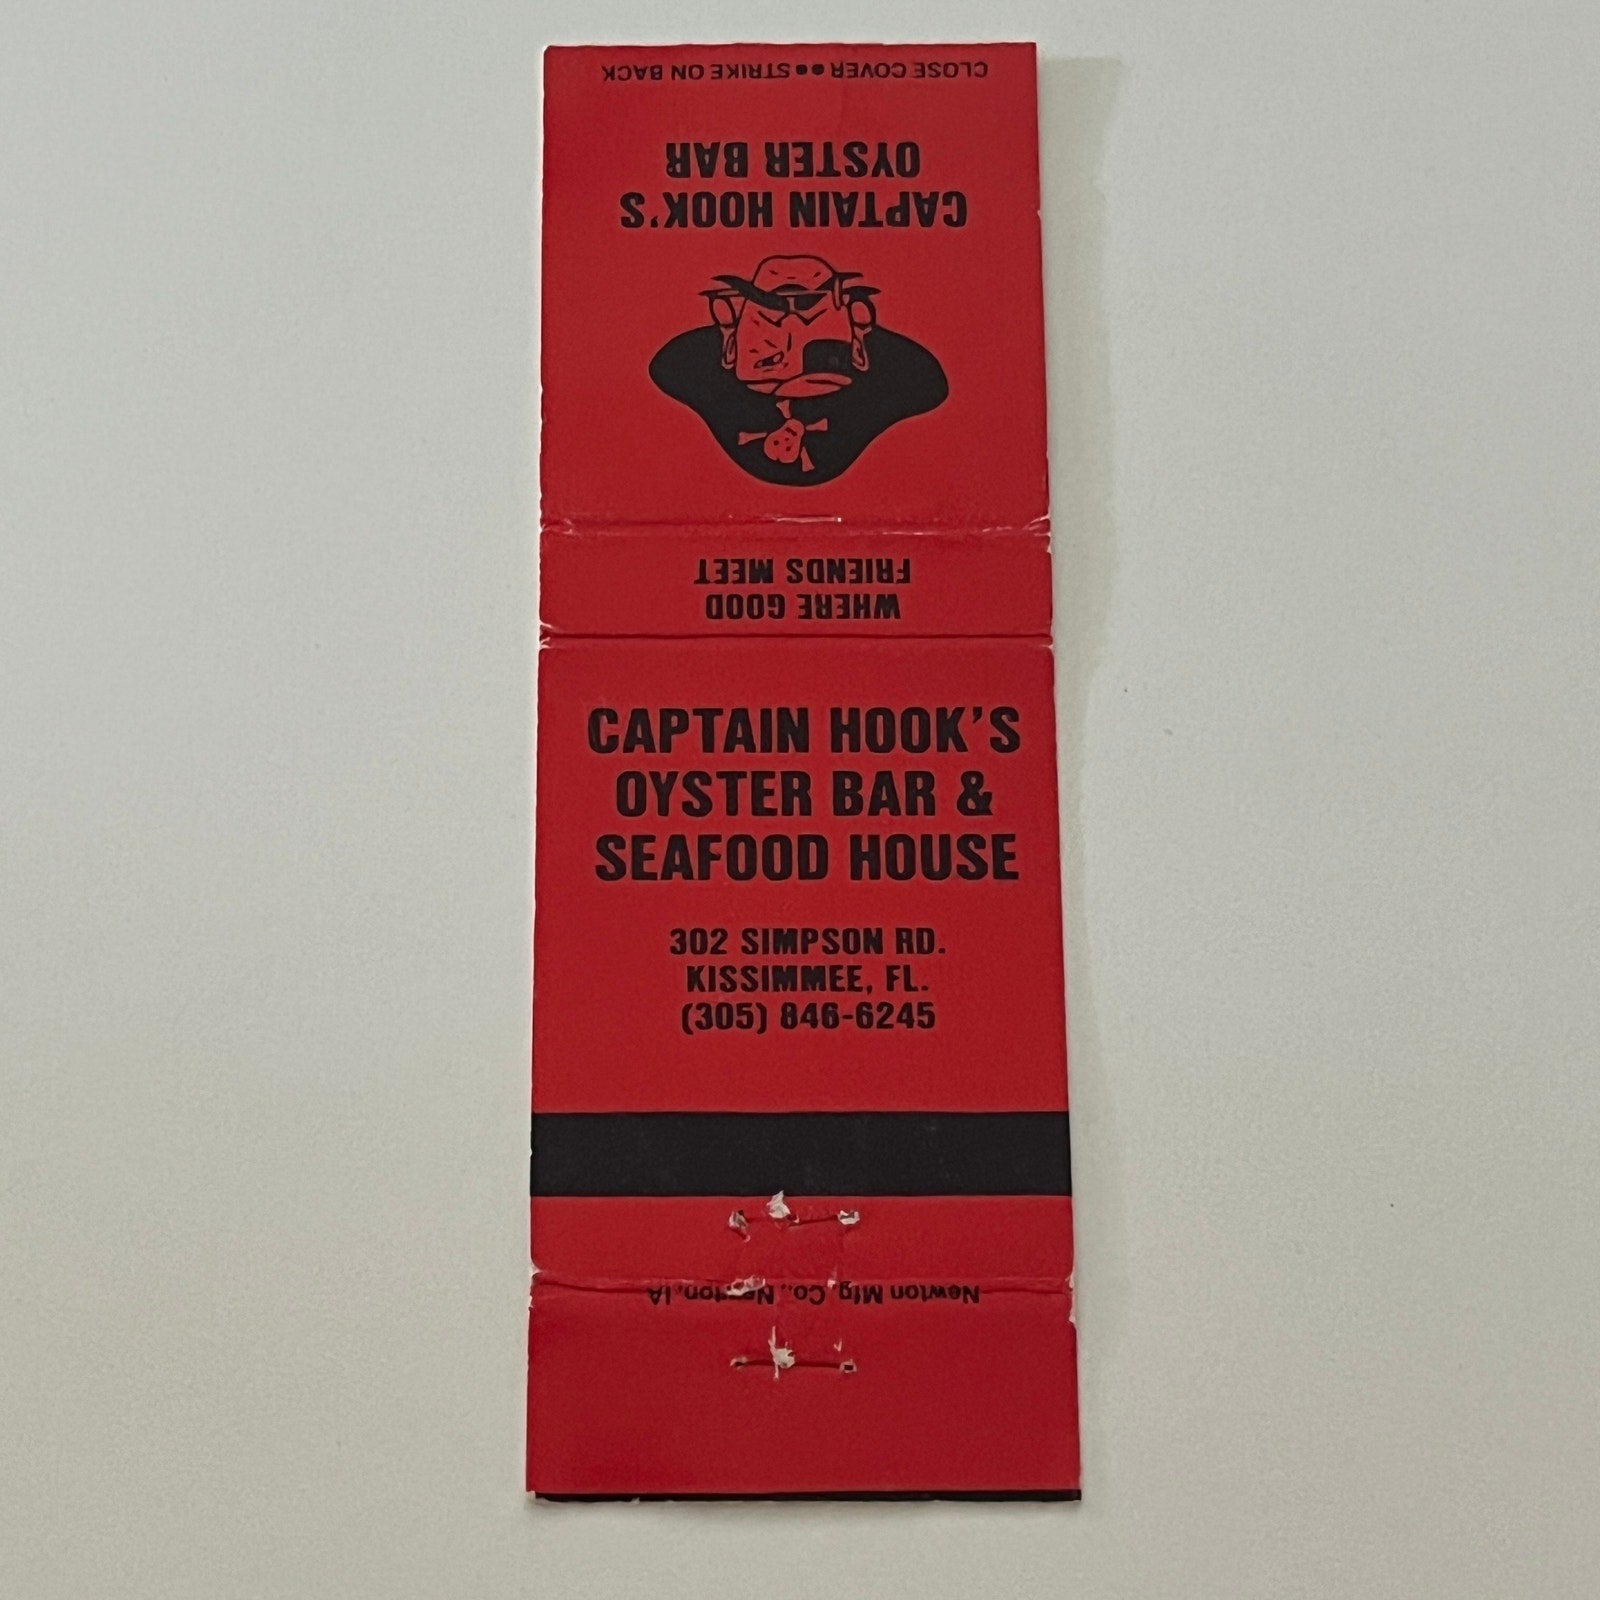 CLOSE COVER •• STRIKE ON BACK
CAPTAIN HOOK'S
OYSTER BAR
WHERE GOOD
FRIENDS MEET
CAPTAIN HOOK'S
OYSTER BAR &
SEAFOOD HOUSE
302 SIMPSON RD.
KISSIMMEE, FL.
(305) 846-6245
Newton Mfg. Co., Newton, IA